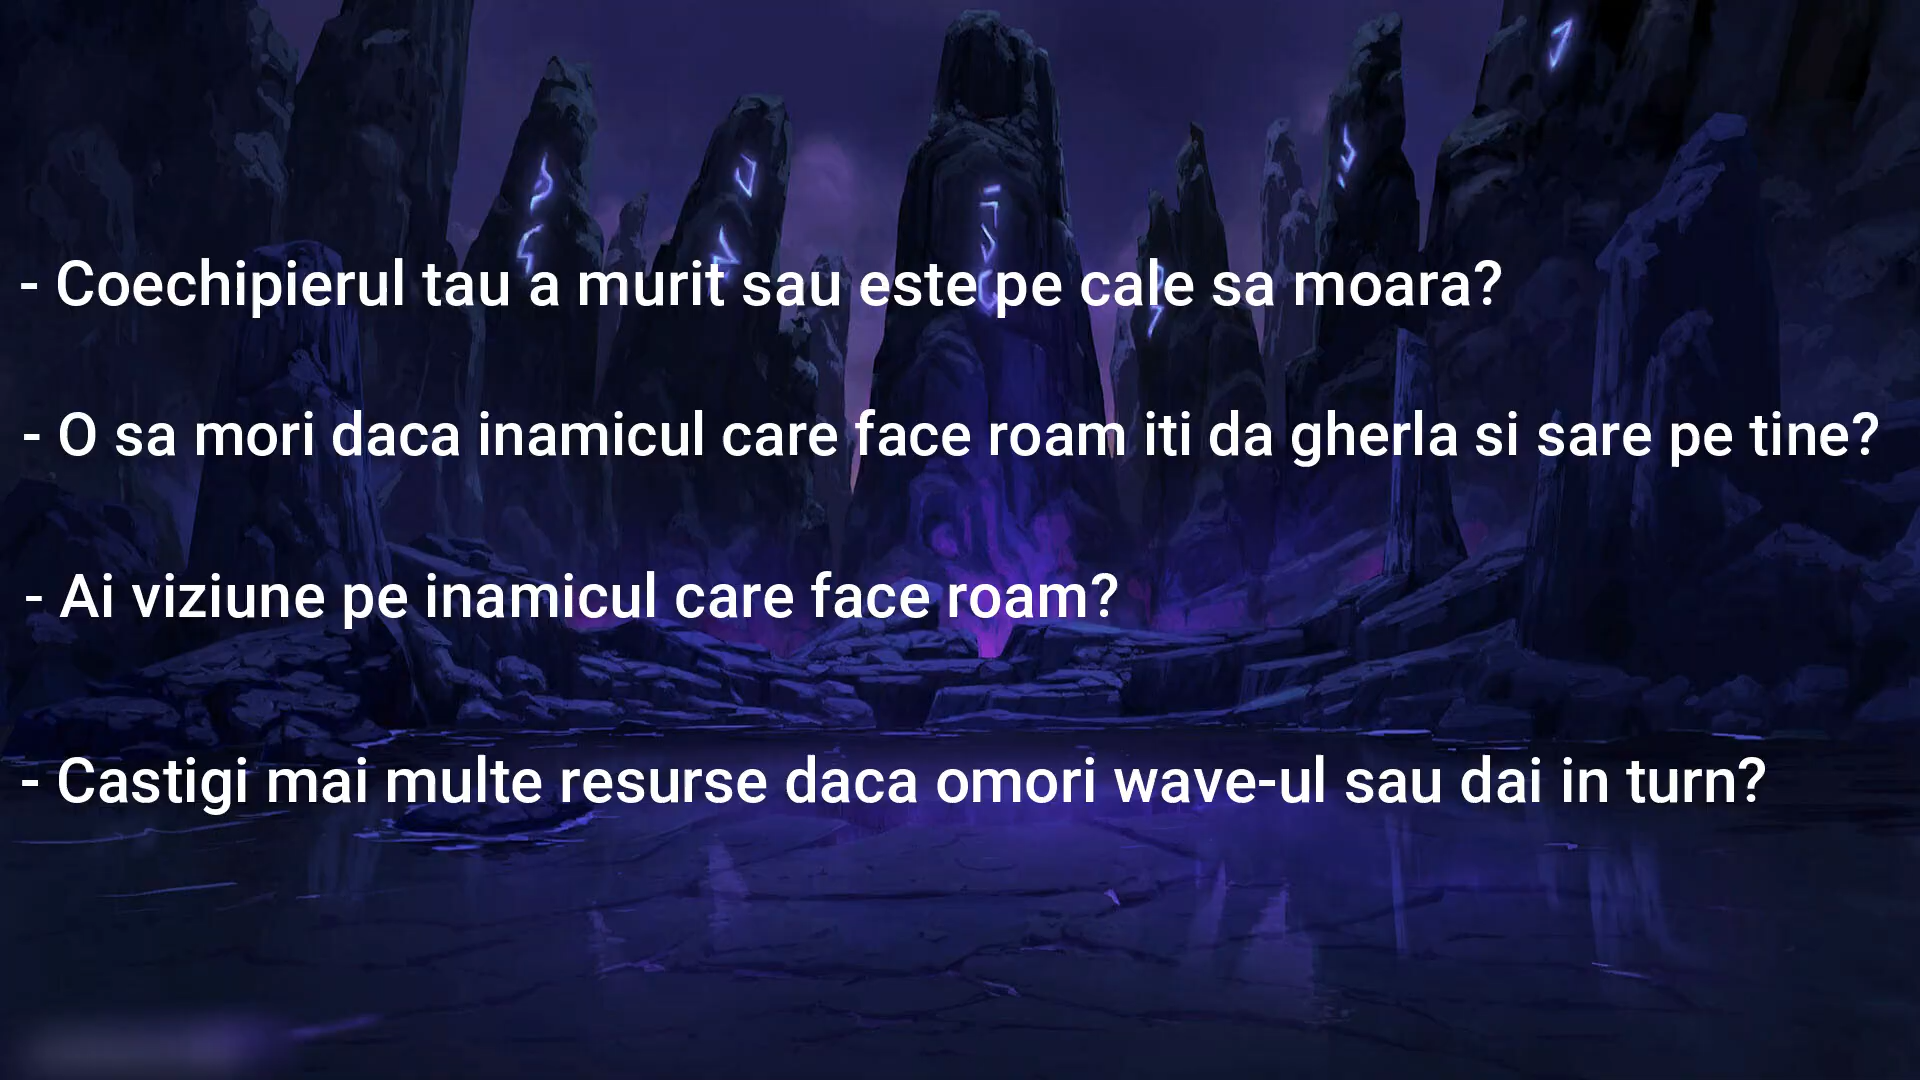 - Coechipierul tau a murit sau este pe cale sa moara?
- O sa mori daca inamicul care face roam iti da gherla si sare pe tine?
- Ai viziune pe inamicul care face roam?
- Castigi mai multe resurse daca omori wave-ul sau dai in turn?